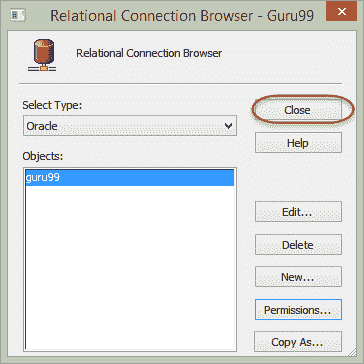 Relational Connection Browser - Guru99
Relational Connection Browser
Select Type:
Oracle
Close
Help
Objects:
guru99
Edit...
Delete
New...
Permissions...
Copy As...